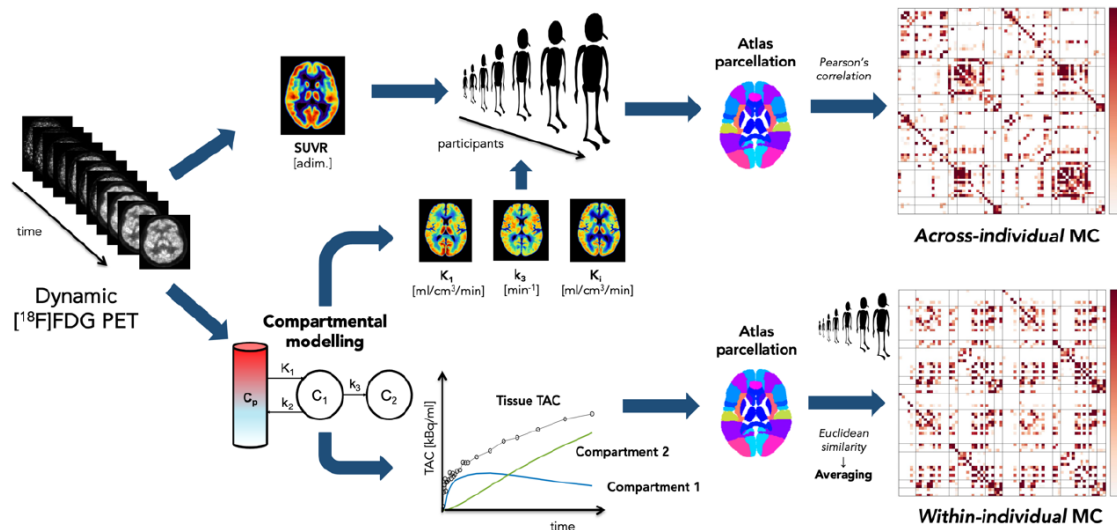 time
Dynamic
[¹⁸F]FDG PET
SUVR
[adim.]
participants
Atlas
parcellation
Pearson's
correlation
Across-individual MC
K₁
[ml/cm³/min]
k₃
[min⁻¹]
Kᵢ
[ml/cm³/min]
Compartmental
modelling
Cₚ
K₁
k₂
C₁
k₃
C₂
TAC [kBq/ml]
Tissue TAC
Compartment 2
Compartment 1
time
Atlas
parcellation
Euclidean
similarity
↓
Averaging
Within-individual MC